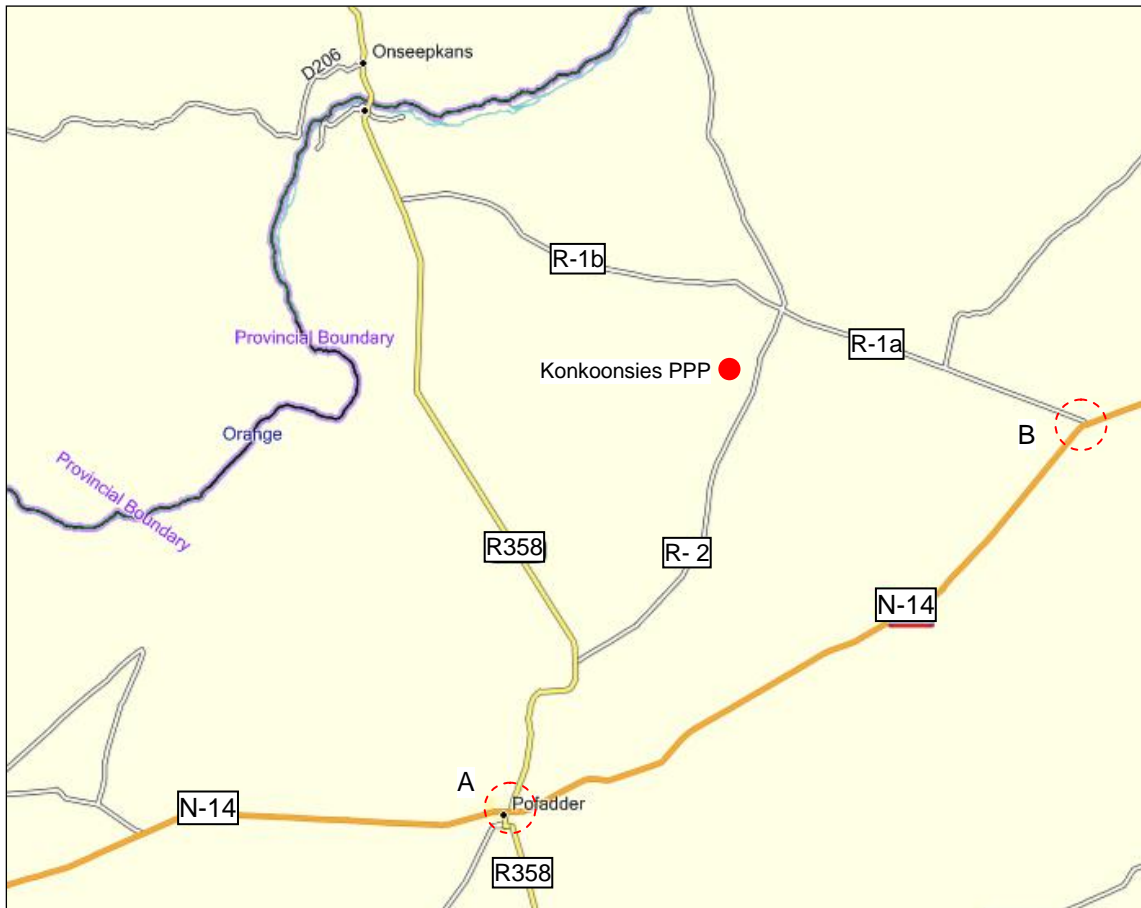 Onseepkans
D206
R-1b
Provincial Boundary
R-1a
Konkoonsies PPP
Orange
B
Provincial Boundary
R358
R- 2
N-14
A
Pofadder
N-14
R358